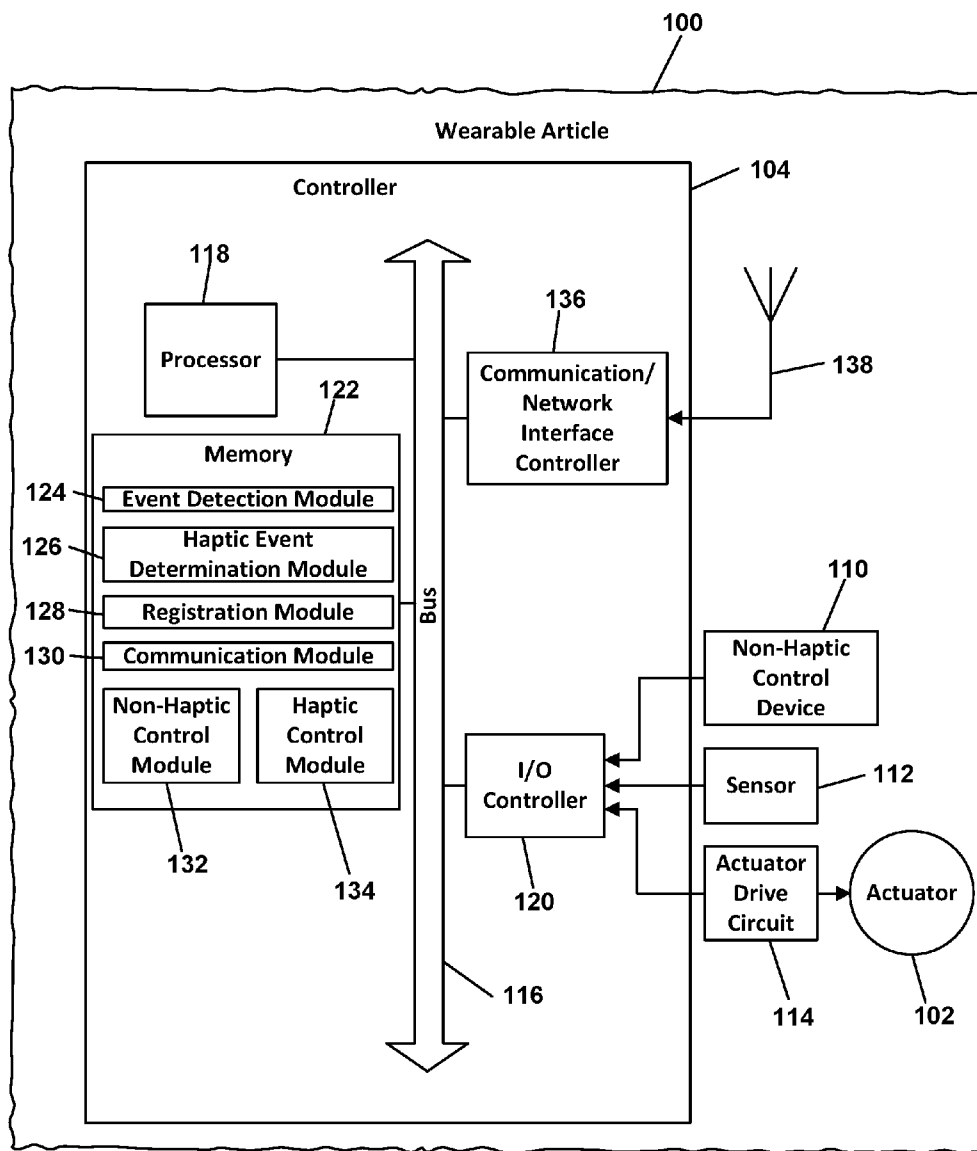 100
Wearable Article
Controller
104
118
Processor
136
Communication/
Network
Interface
Controller
138
122
Memory
124
Event Detection Module
126
Haptic Event
Determination Module
128
Registration Module
130
Communication Module
Non-Haptic
Control
Module
Haptic
Control
Module
132
134
Bus
116
110
Non-Haptic
Control
Device
I/O
Controller
120
Sensor
112
Actuator
Drive
Circuit
114
Actuator
102